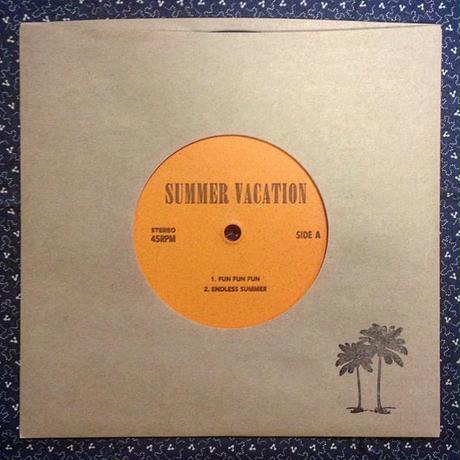 SUMMER VACATION
STEREO
45RPM
SIDE A
1. FUN FUN FUN
2. ENDLESS SUMMER